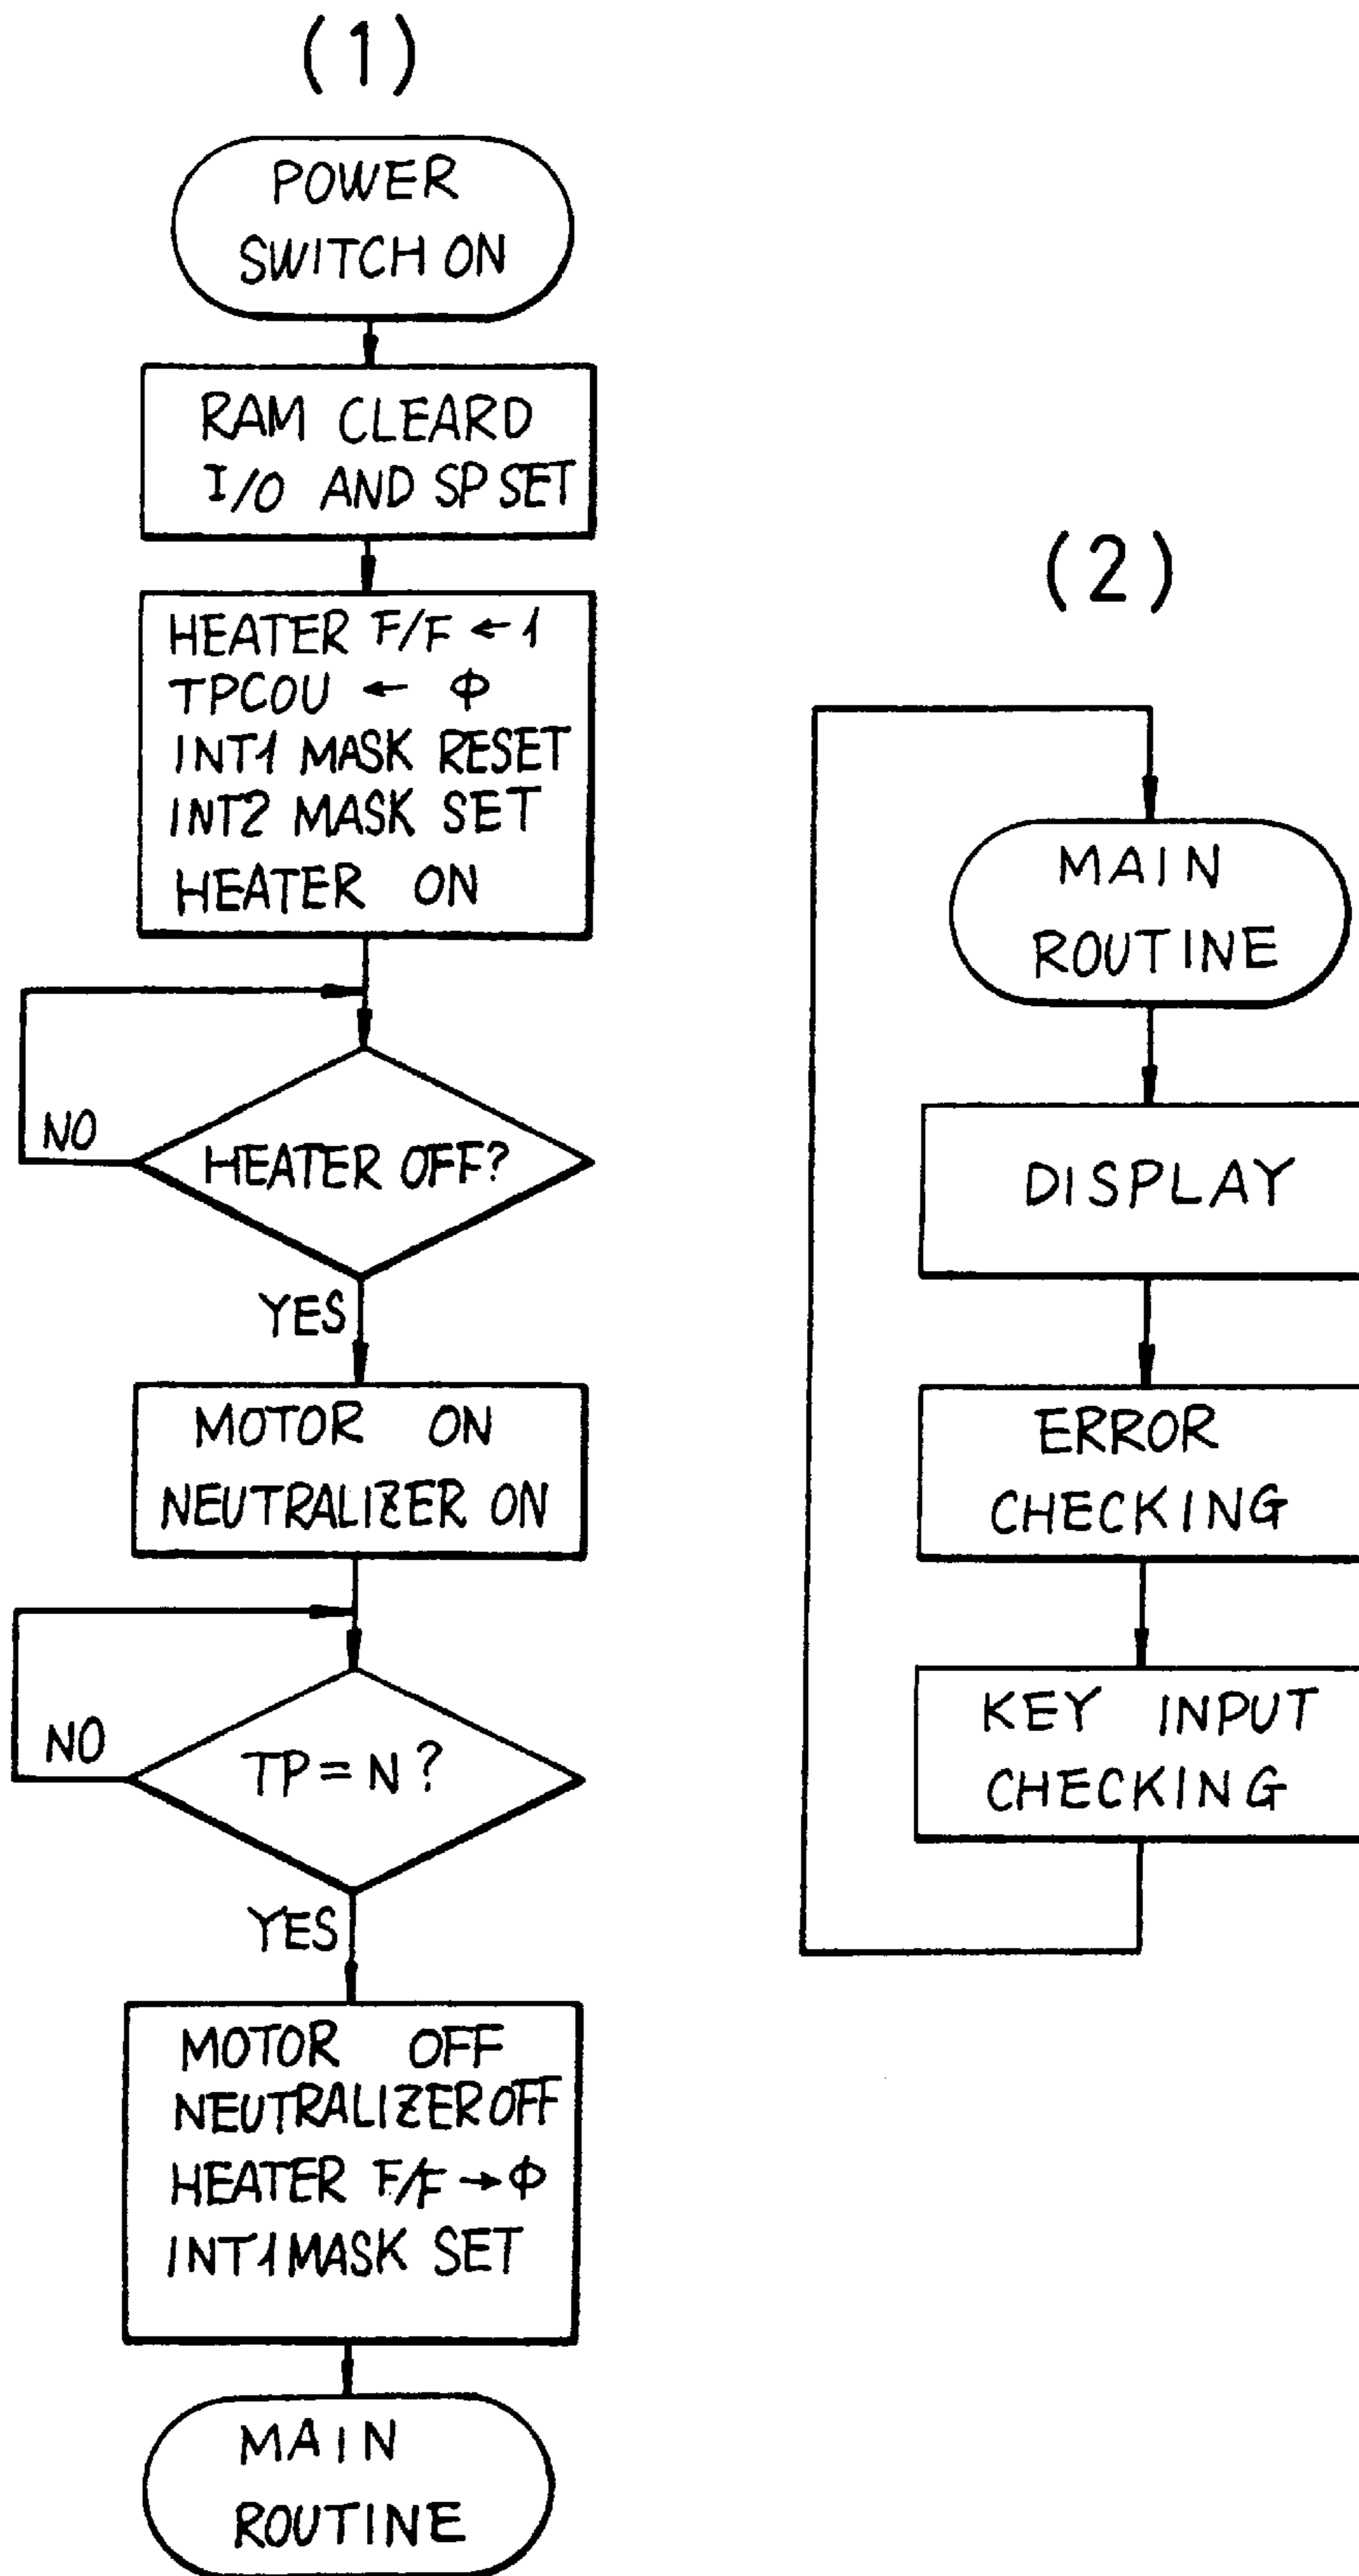 (1)
POWER
SWITCH ON
RAM CLEARD
I/O AND SP SET
HEATER F/F ← 1
TPCOU ← Φ
INT1 MASK RESET
INT2 MASK SET
HEATER ON
NO
HEATER OFF?
YES
MOTOR ON
NEUTRALIZER ON
NO
TP = N?
YES
MOTOR OFF
NEUTRALIZER OFF
HEATER F/F → Φ
INT1 MASK SET
MAIN
ROUTINE
(2)
MAIN
ROUTINE
DISPLAY
ERROR
CHECKING
KEY INPUT
CHECKING